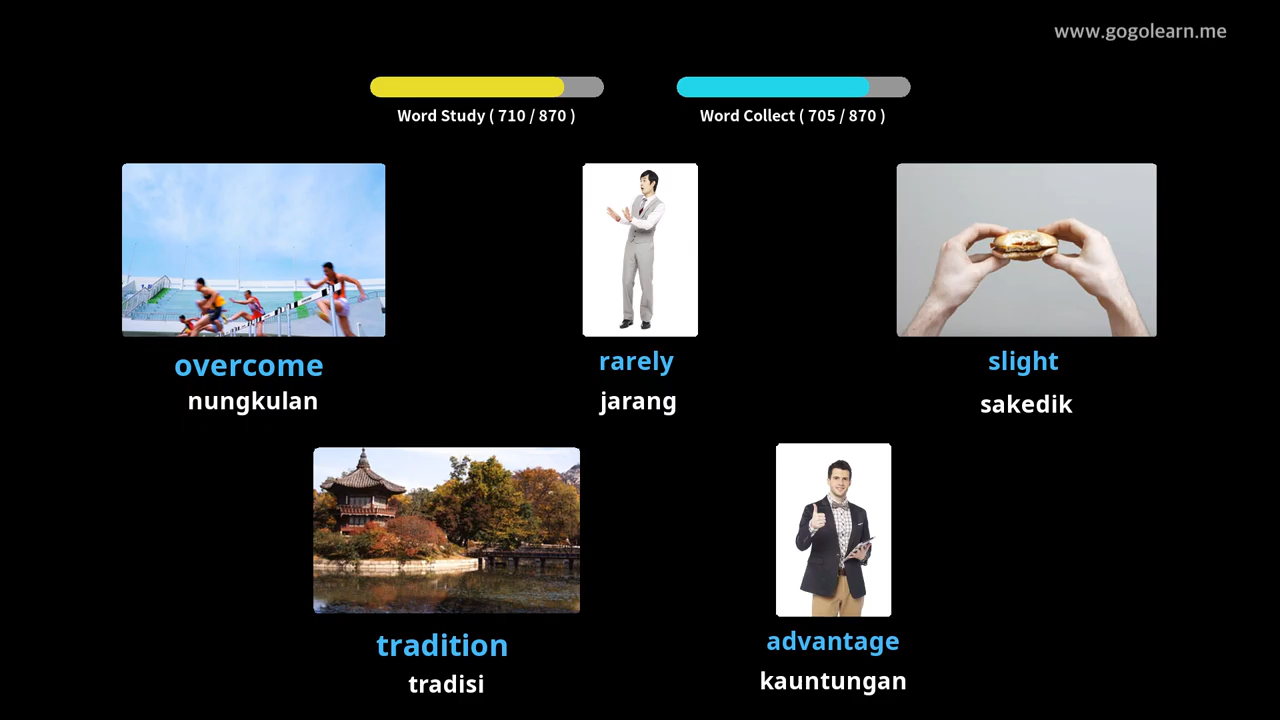 www.gogolearn.me
Word Study ( 710 / 870 )
Word Collect ( 705 / 870 )
overcome
nungkulan
rarely
jarang
slight
sakedik
tradition
tradisi
advantage
kauntungan